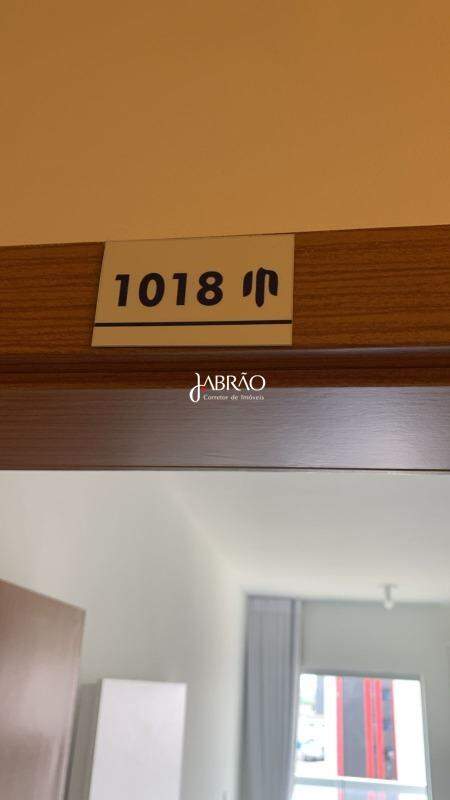 1018
JABRÃO
Corretor de Imóveis